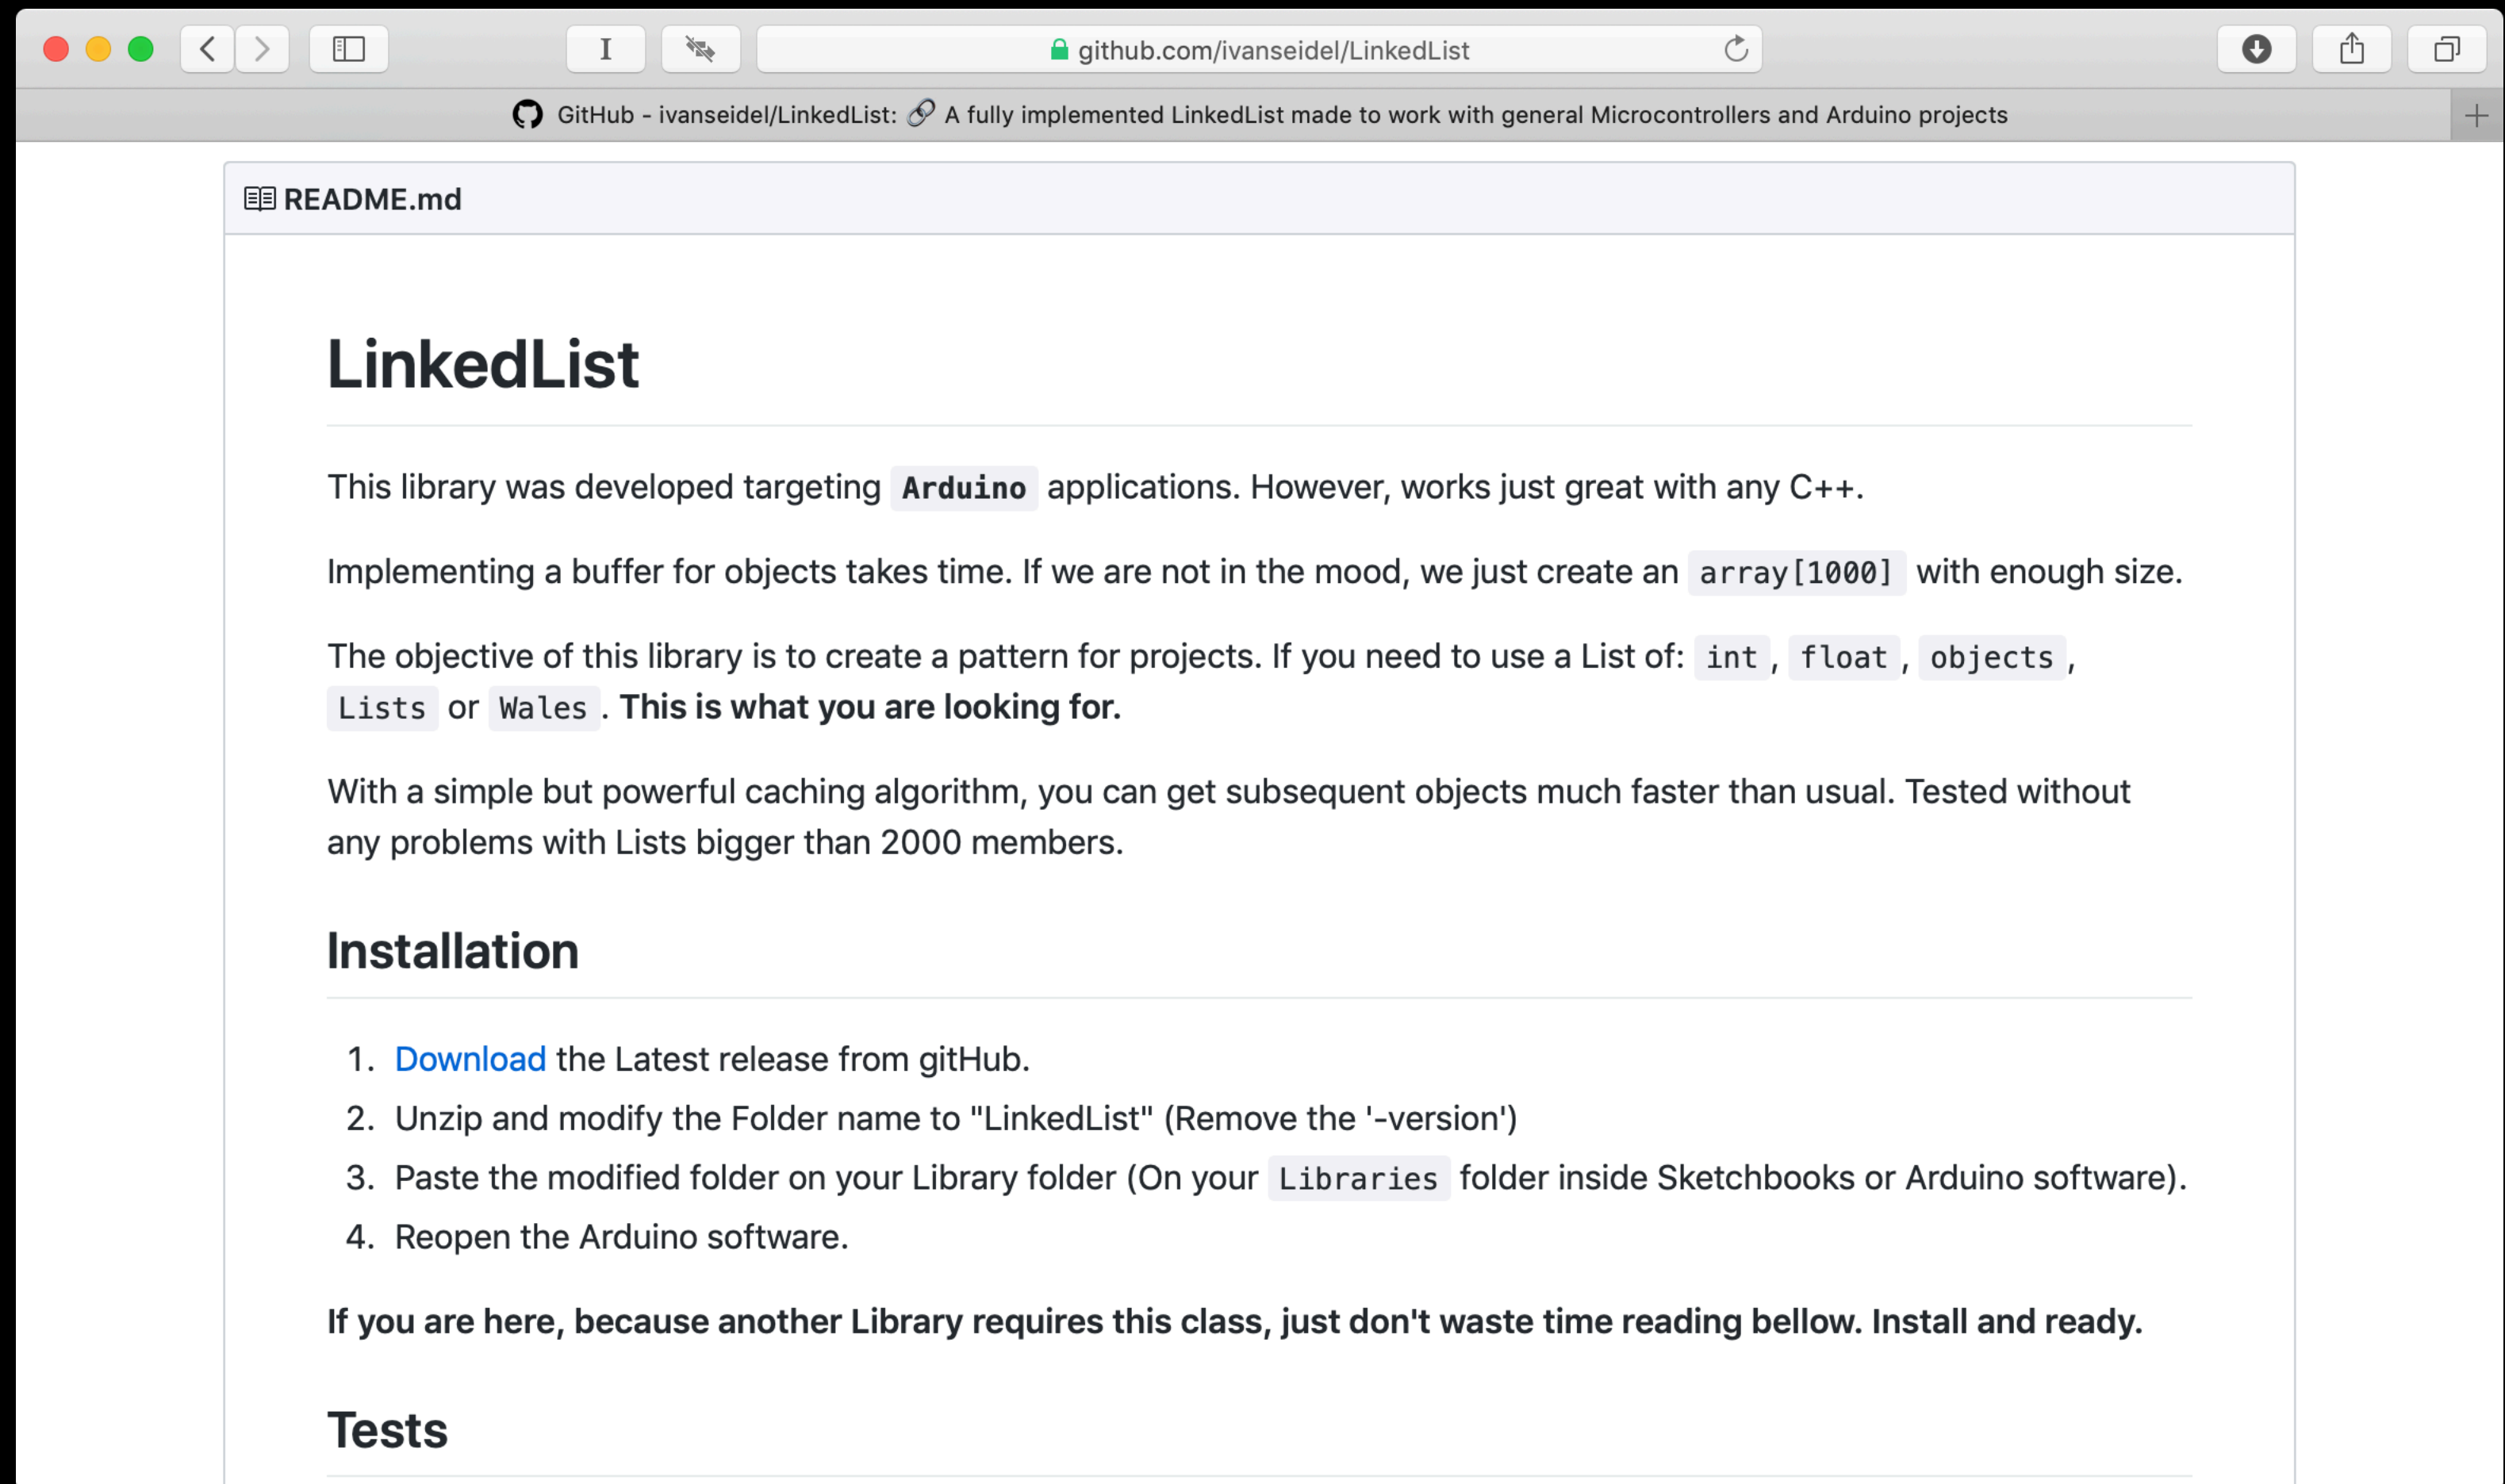 github.com/ivanseidel/LinkedList
GitHub - ivanseidel/LinkedList: 🔗 A fully implemented LinkedList made to work with general Microcontrollers and Arduino projects
README.md
LinkedList
This library was developed targeting Arduino applications. However, works just great with any C++.
Implementing a buffer for objects takes time. If we are not in the mood, we just create an array[1000] with enough size.
The objective of this library is to create a pattern for projects. If you need to use a List of: int, float, objects,
Lists or Wales. This is what you are looking for.
With a simple but powerful caching algorithm, you can get subsequent objects much faster than usual. Tested without
any problems with Lists bigger than 2000 members.
Installation
1. Download the Latest release from gitHub.
2. Unzip and modify the Folder name to "LinkedList" (Remove the '-version')
3. Paste the modified folder on your Library folder (On your Libraries folder inside Sketchbooks or Arduino software).
4. Reopen the Arduino software.
If you are here, because another Library requires this class, just don't waste time reading bellow. Install and ready.
Tests